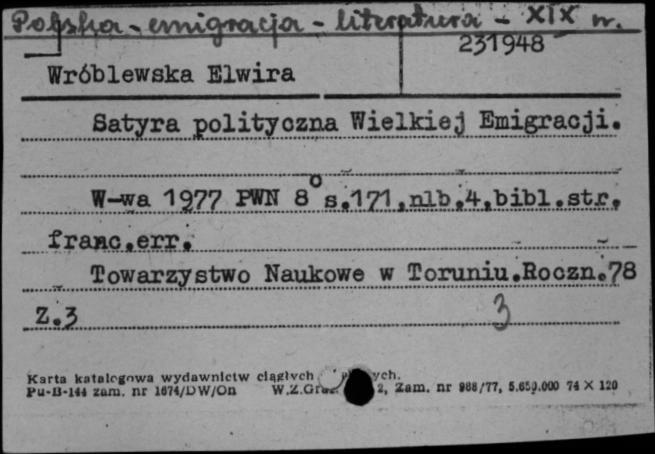 Polska - emigracja - literatura - XIX w.
231948
Wróblewska Elwira
Satyra polityczna Wielkiej Emigracji.
W-wa 1977 PWN 8° s.171,nlb.4,bibl.str.
franc.err.
Towarzystwo Naukowe w Toruniu.Roczn.78
Z.3
3
Karta katalogowa wydawnictw ciągłych
Pu-B-144 zam. nr 1674/DW/On W.Z.Graf. 2, Zam. nr 988/77, 5.650.000 74 X 120